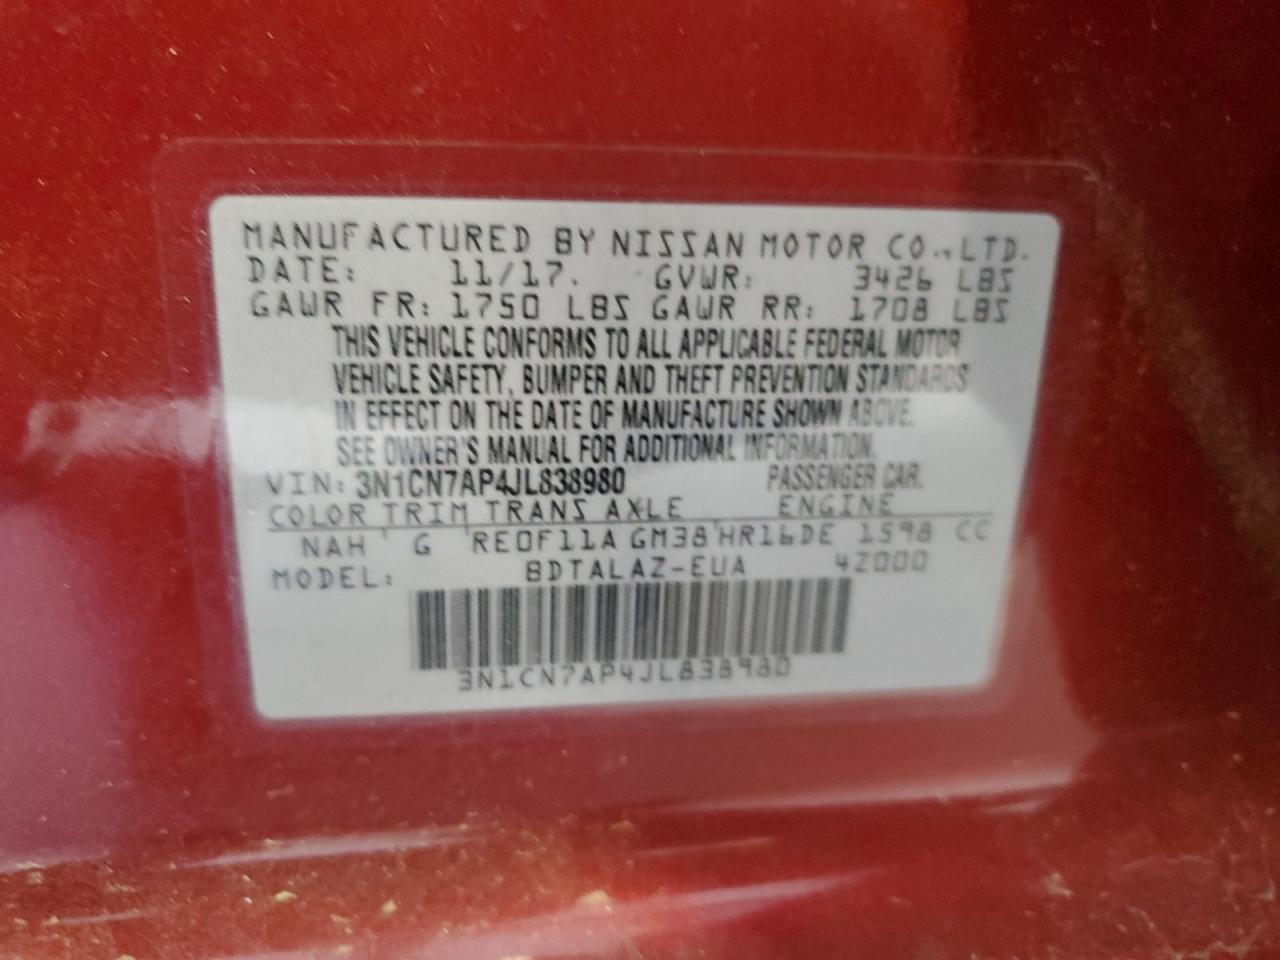 MANUFACTURED BY NISSAN MOTOR CO.,LTD.
DATE: 11/17. GVWR: 3426 LBS
GAWR FR: 1750 LBS GAWR RR: 1708 LBS
THIS VEHICLE CONFORMS TO ALL APPLICABLE FEDERAL MOTOR
VEHICLE SAFETY, BUMPER AND THEFT PREVENTION STANDARDS
IN EFFECT ON THE DATE OF MANUFACTURE SHOWN ABOVE.
SEE OWNER'S MANUAL FOR ADDITIONAL INFORMATION.
VIN: 3N1CN7AP4JL838980 PASSENGER CAR.
COLOR TRIM TRANS AXLE ENGINE
NAH G RE0F11A GM38 HR16DE 1598 CC
MODEL: BDTALAZ-EUA 4Z000
3N1CN7AP4JL838980